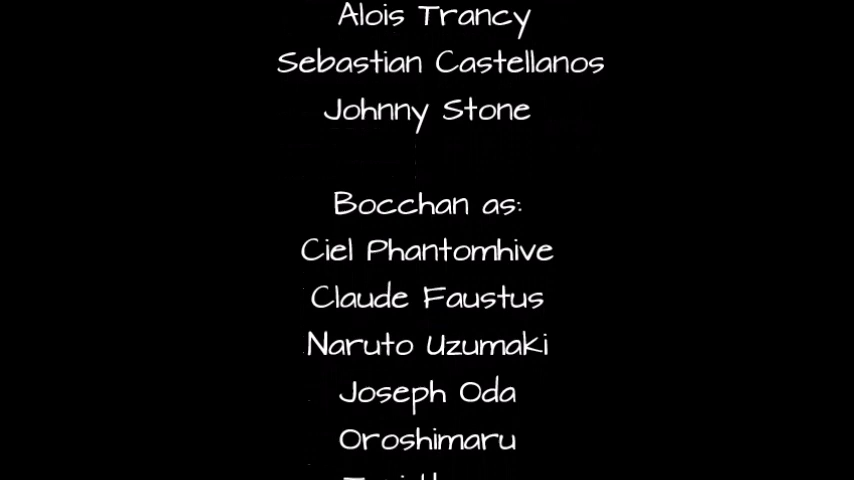 Alois Trancy
Sebastian Castellanos
Johnny Stone
Bocchan as:
Ciel Phantomhive
Claude Faustus
Naruto Uzumaki
Joseph Oda
Oroshimaru